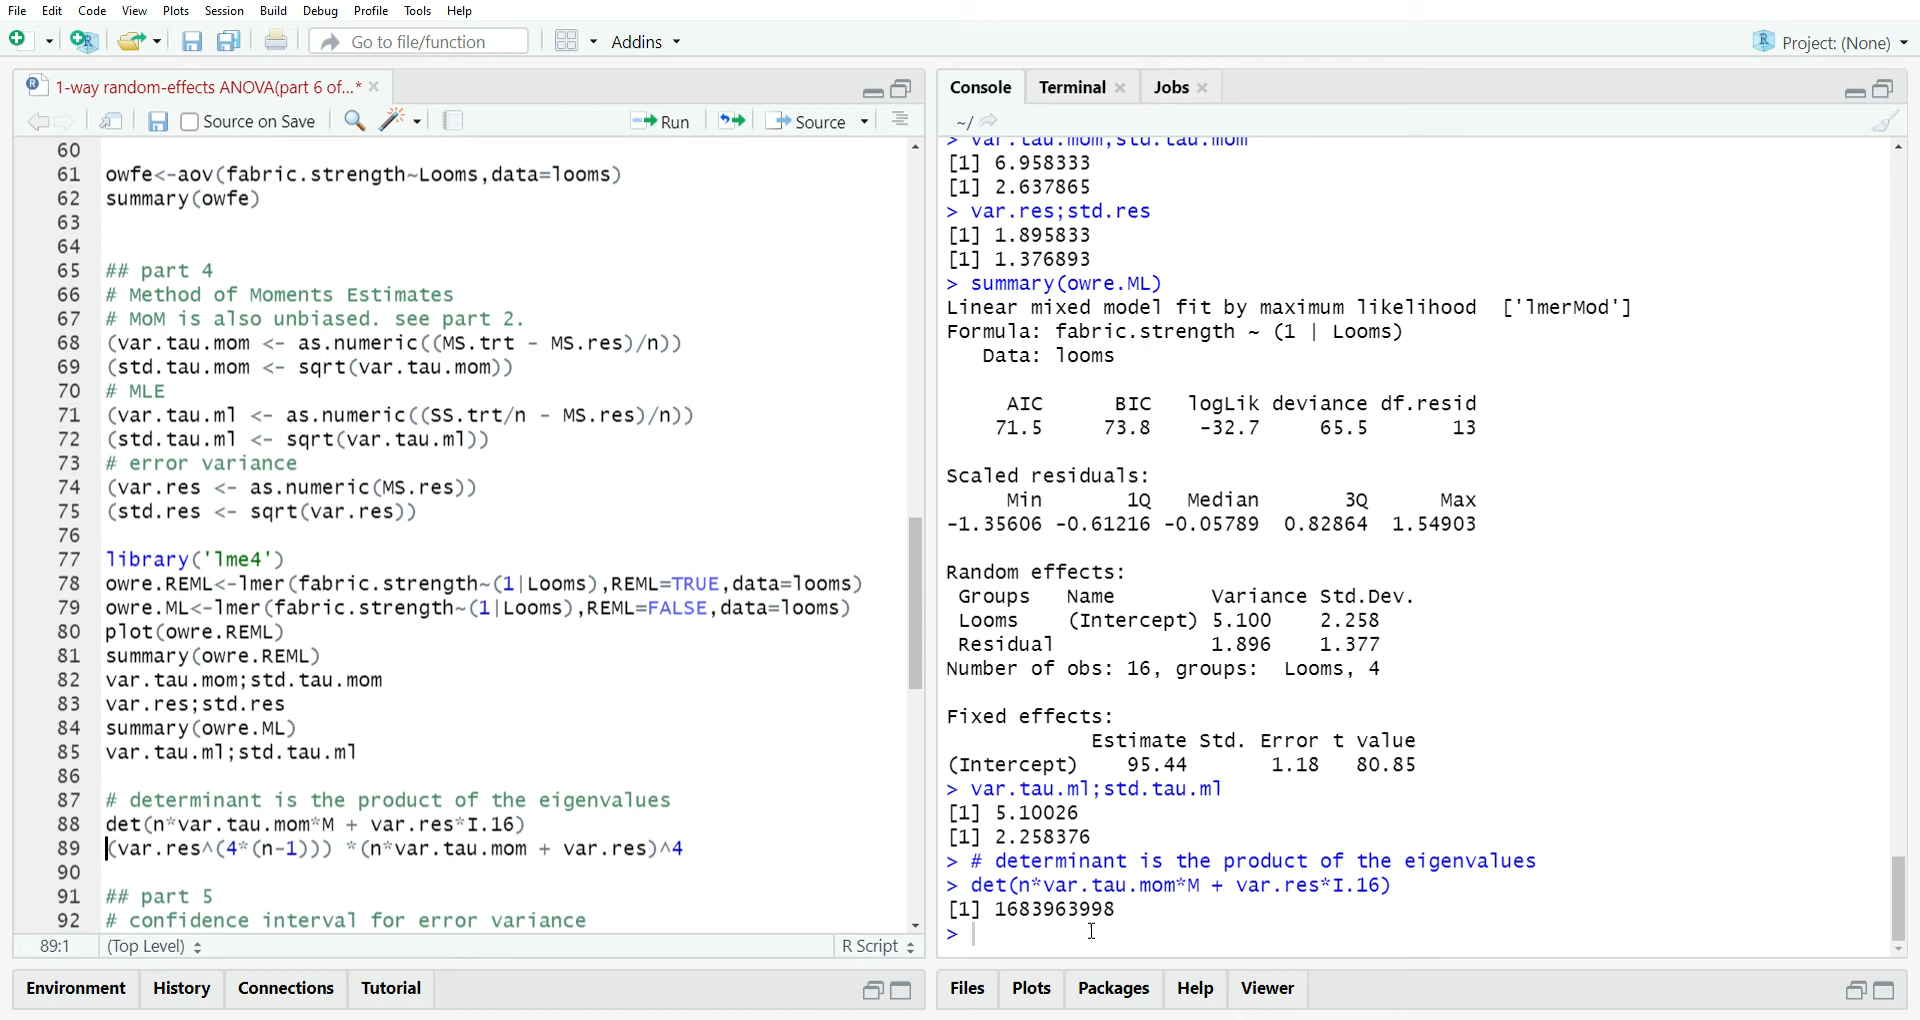 File Edit Code View Plots Session Build Debug Profile Tools Help
Go to file/function Addins Project: (None)
1-way random-effects ANOVA(part 6 of...*
Source on Save Run Source
60
61 owfe<-aov(fabric.strength~Looms,data=looms)
62 summary(owfe)
63
64
65 ## part 4
66 # Method of Moments Estimates
67 # MoM is also unbiased. see part 2.
68 (var.tau.mom <- as.numeric((MS.trt - MS.res)/n))
69 (std.tau.mom <- sqrt(var.tau.mom))
70 # MLE
71 (var.tau.ml <- as.numeric((SS.trt/n - MS.res)/n))
72 (std.tau.ml <- sqrt(var.tau.ml))
73 # error variance
74 (var.res <- as.numeric(MS.res))
75 (std.res <- sqrt(var.res))
76
77 library('lme4')
78 owre.REML<-lmer(fabric.strength~(1|Looms),REML=TRUE,data=looms)
79 owre.ML<-lmer(fabric.strength~(1|Looms),REML=FALSE,data=looms)
80 plot(owre.REML)
81 summary(owre.REML)
82 var.tau.mom;std.tau.mom
83 var.res;std.res
84 summary(owre.ML)
85 var.tau.ml;std.tau.ml
86
87 # determinant is the product of the eigenvalues
88 det(n*var.tau.mom*M + var.res*I.16)
89 (var.res^(4*(n-1))) *(n*var.tau.mom + var.res)^4
90
91 ## part 5
92 # confidence interval for error variance
89:1 (Top Level) R Script
Environment History Connections Tutorial
Console Terminal Jobs
~/
> var.tau.mom;std.tau.mom
[1] 6.958333
[1] 2.637865
> var.res;std.res
[1] 1.895833
[1] 1.376893
> summary(owre.ML)
Linear mixed model fit by maximum likelihood ['lmerMod']
Formula: fabric.strength ~ (1 | Looms)
Data: looms
AIC BIC logLik deviance df.resid
71.5 73.8 -32.7 65.5 13
Scaled residuals:
Min 1Q Median 3Q Max
-1.35606 -0.61216 -0.05789 0.82864 1.54903
Random effects:
Groups Name Variance Std.Dev.
Looms (Intercept) 5.100 2.258
Residual 1.896 1.377
Number of obs: 16, groups: Looms, 4
Fixed effects:
Estimate Std. Error t value
(Intercept) 95.44 1.18 80.85
> var.tau.ml;std.tau.ml
[1] 5.10026
[1] 2.258376
> # determinant is the product of the eigenvalues
> det(n*var.tau.mom*M + var.res*I.16)
[1] 1683963998
>
Files Plots Packages Help Viewer